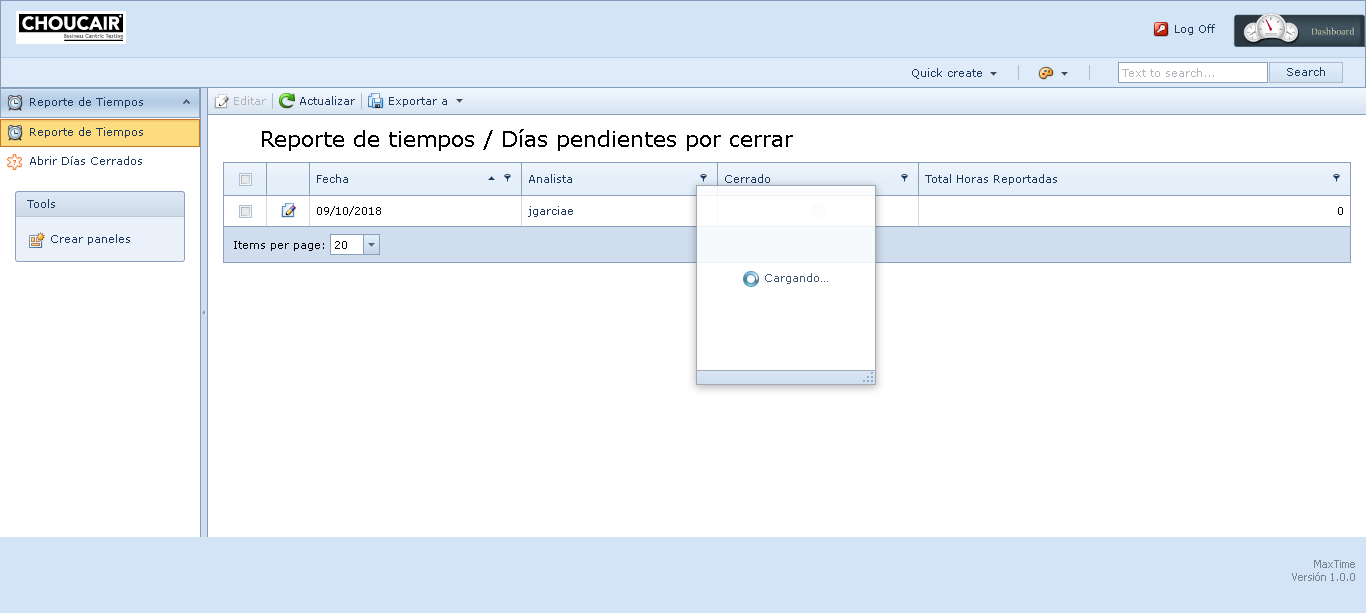 CHOUCAIR
Business Centric Testing
Log Off
Dashboard
Quick create
Text to search...
Search
Reporte de Tiempos
Reporte de Tiempos
Abrir Días Cerrados
Tools
Crear paneles
Editar
Actualizar
Exportar a
Reporte de tiempos / Días pendientes por cerrar
Fecha Analista Cerrado Total Horas Reportadas
09/10/2018 jgarciae 0
Items per page: 20
Cargando...
MaxTime
Versión 1.0.0